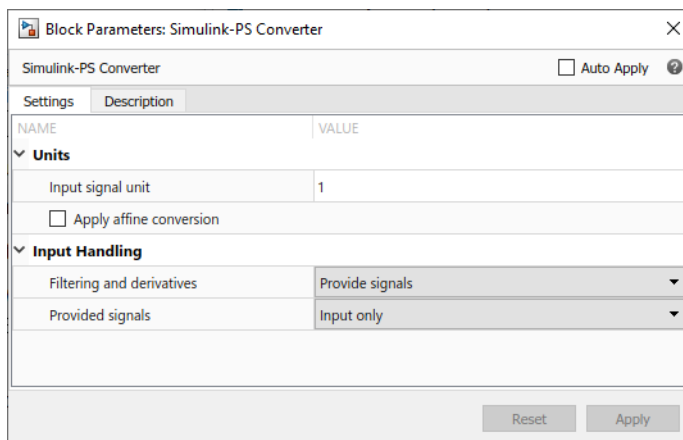 Block Parameters: Simulink-PS Converter
Simulink-PS Converter Auto Apply
Settings Description
NAME VALUE
Units
Input signal unit 1
Apply affine conversion
Input Handling
Filtering and derivatives Provide signals
Provided signals Input only
Reset Apply